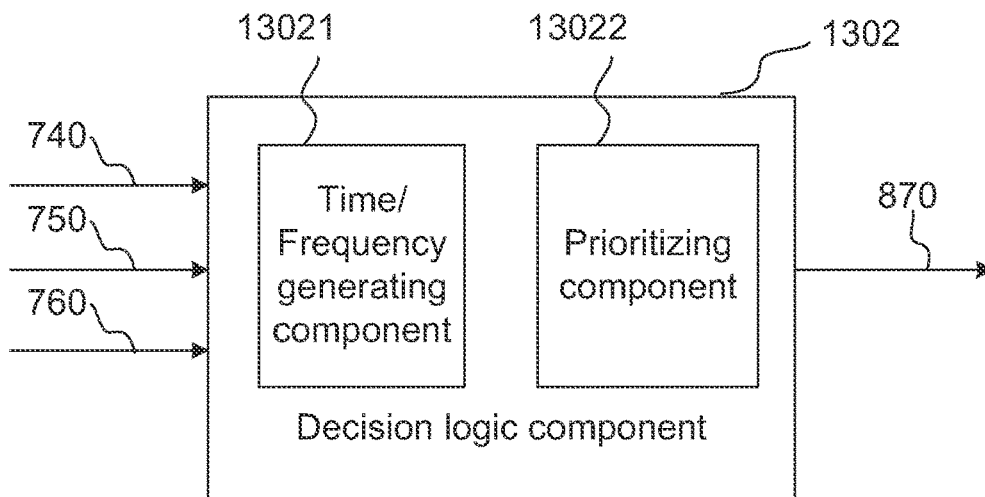 13021
13022
1302
740
750
760
Time/
Frequency
generating
component
Prioritizing
component
870
Decision logic component